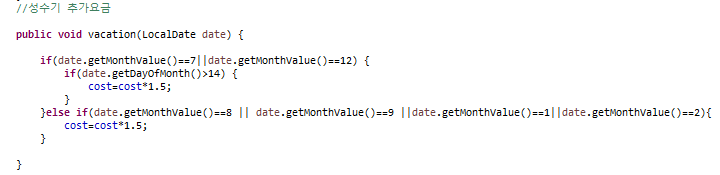 //성수기 추가요금
public void vacation(LocalDate date) {
if(date.getMonthValue()==7||date.getMonthValue()==12) {
if(date.getDayOfMonth()>14) {
cost=cost*1.5;
}
}else if(date.getMonthValue()==8 || date.getMonthValue()==9 ||date.getMonthValue()==1||date.getMonthValue()==2){
cost=cost*1.5;
}
}